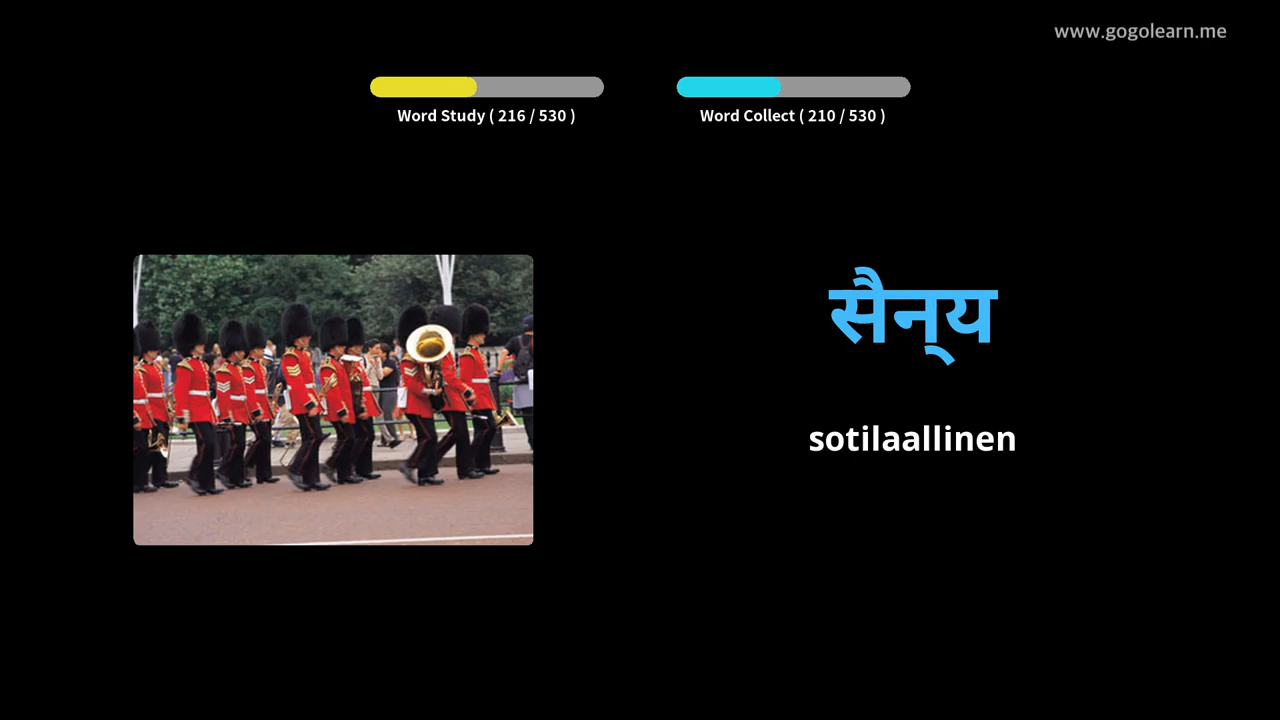 www.gogolearn.me
Word Study ( 216 / 530 )
Word Collect ( 210 / 530 )
सैन्‌य
sotilaallinen